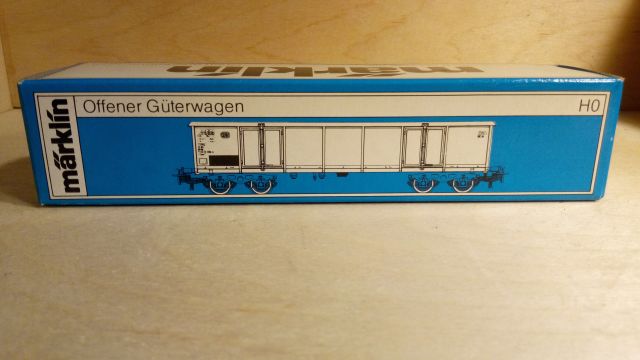 märklin
märklin
Offener Güterwagen
H0